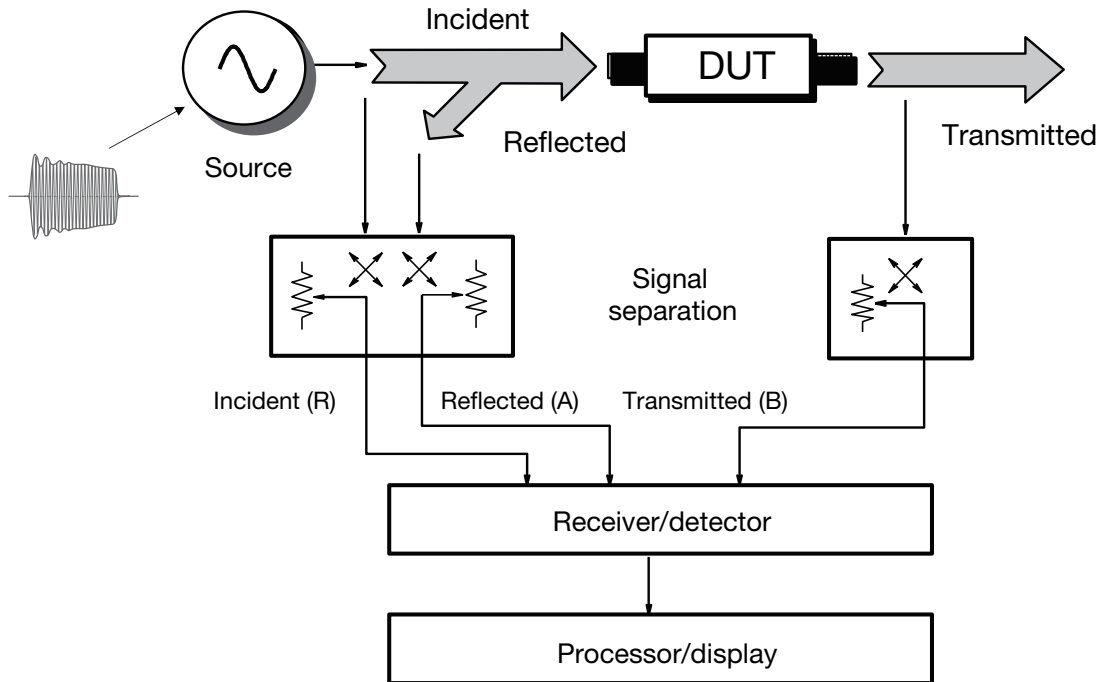 Incident
DUT
Reflected
Transmitted
Source
Signal
separation
Incident (R)
Reflected (A)
Transmitted (B)
Receiver/detector
Processor/display